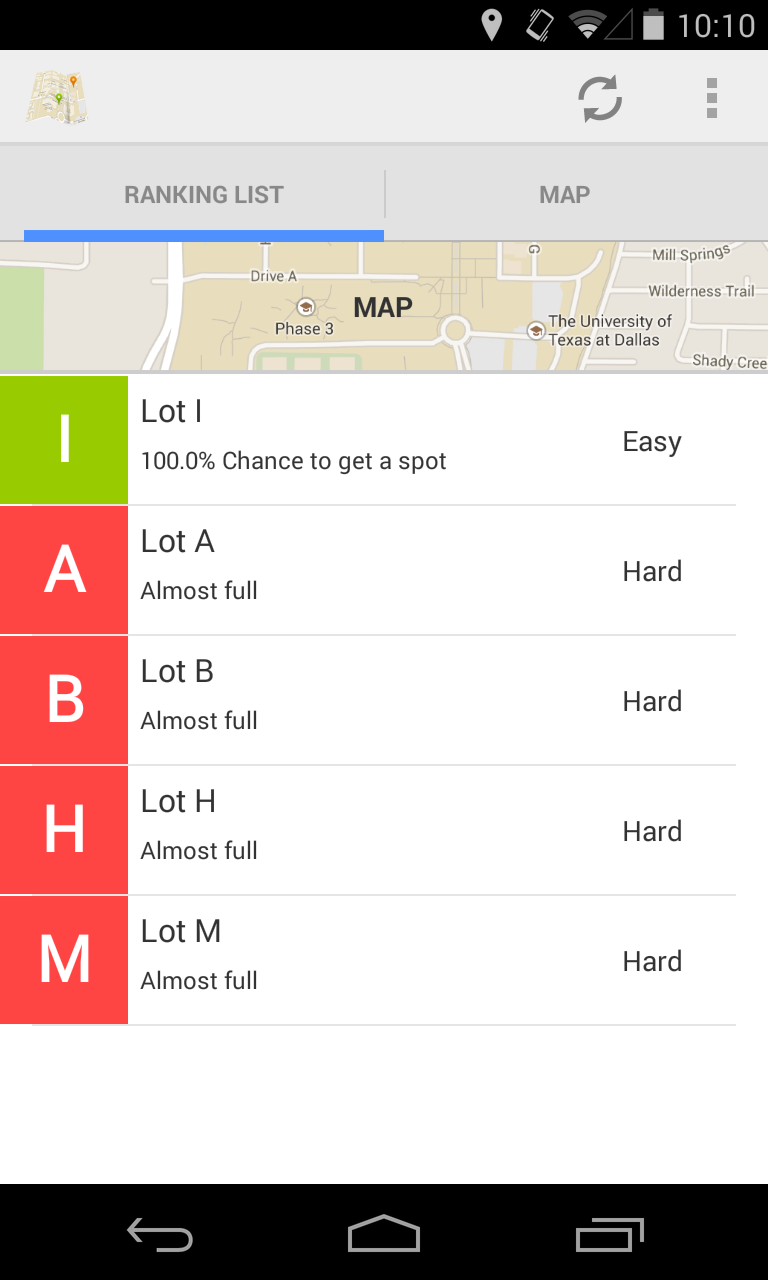 10:10
RANKING LIST
MAP
Mill Springs
G
Drive A
Wilderness Trail
MAP
Phase 3
The University of
Texas at Dallas
Shady Cree
I
Lot I
100.0% Chance to get a spot
Easy
A
Lot A
Almost full
Hard
B
Lot B
Almost full
Hard
H
Lot H
Almost full
Hard
M
Lot M
Almost full
Hard